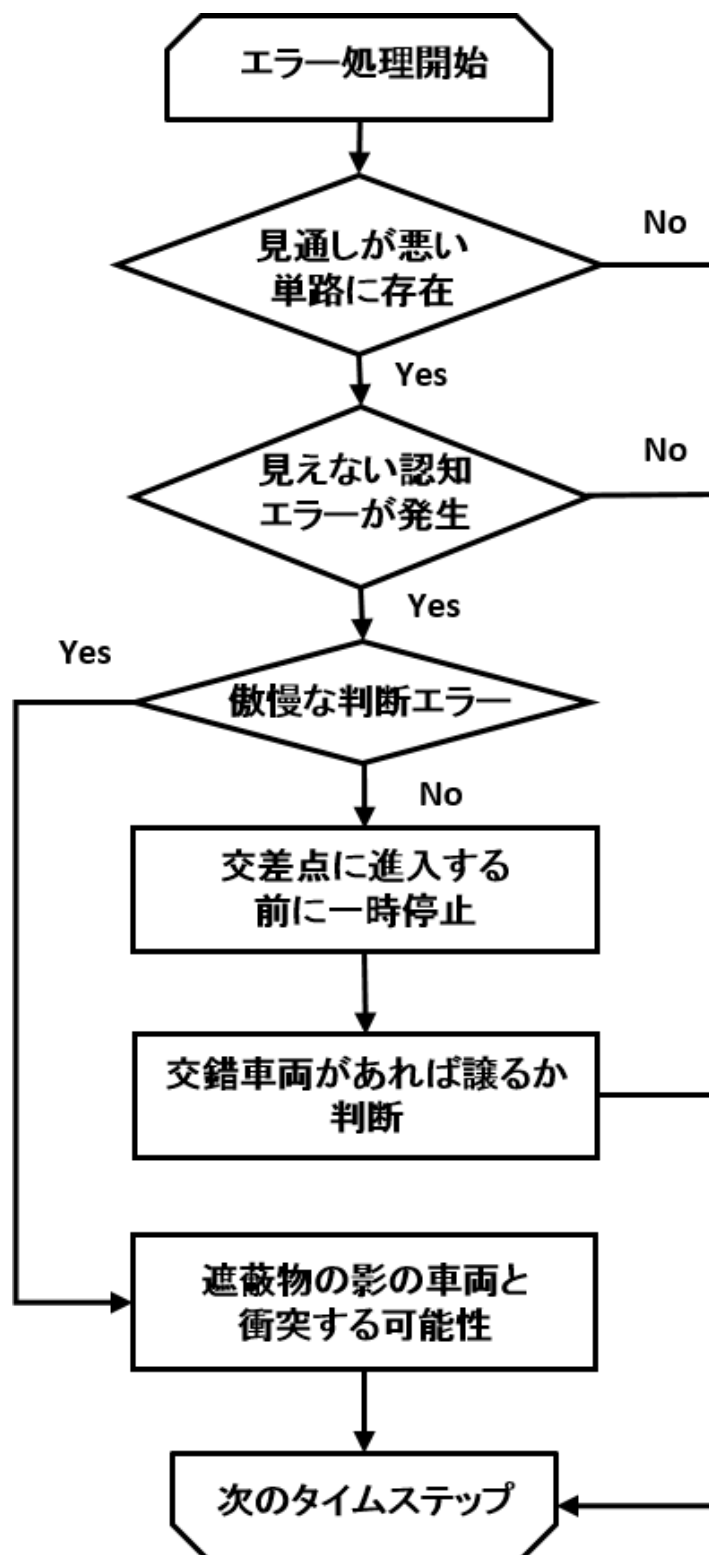 エラー処理開始
見通しが悪い
単路に存在
No
Yes
見えない認知
エラーが発生
No
Yes
Yes
傲慢な判断エラー
No
交差点に進入する
前に一時停止
交錯車両があれば譲るか
判断
遮蔽物の影の車両と
衝突する可能性
次のタイムステップ